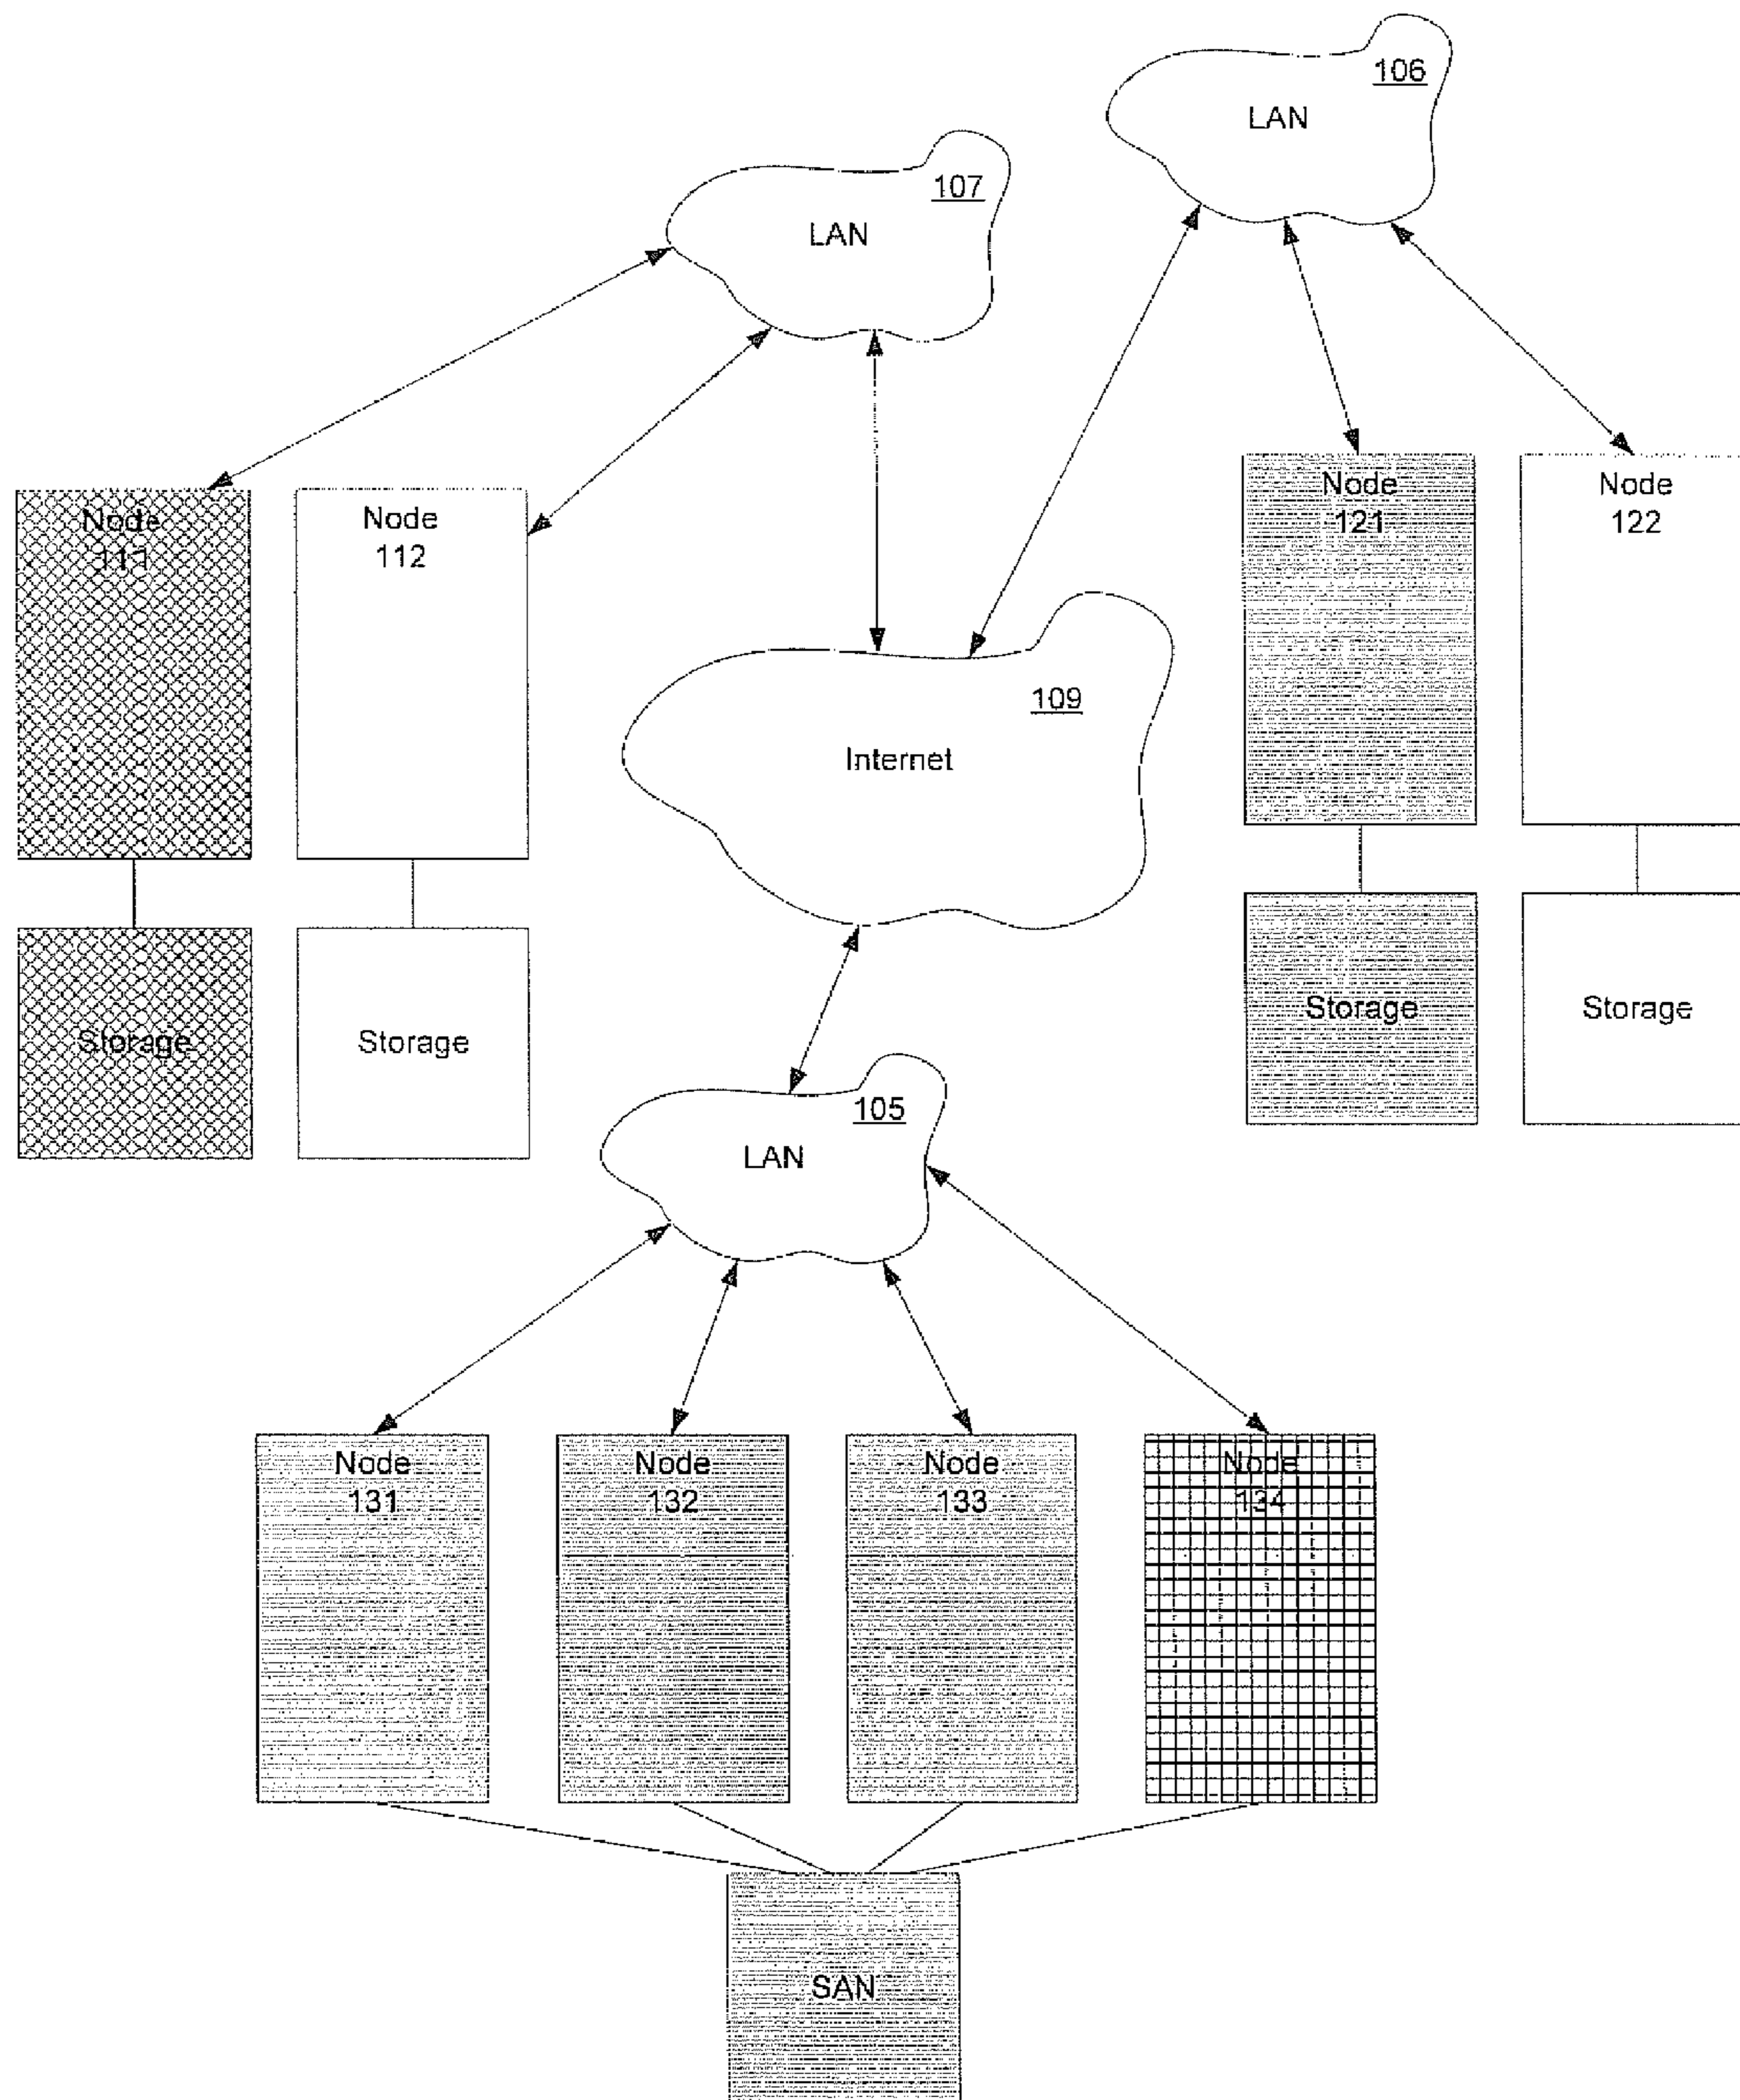 106
LAN
107
LAN
Node
111
Node
112
Node
121
Node
122
109
Internet
Storage
Storage
Storage
Storage
105
LAN
Node
131
Node
132
Node
133
Node
134
SAN